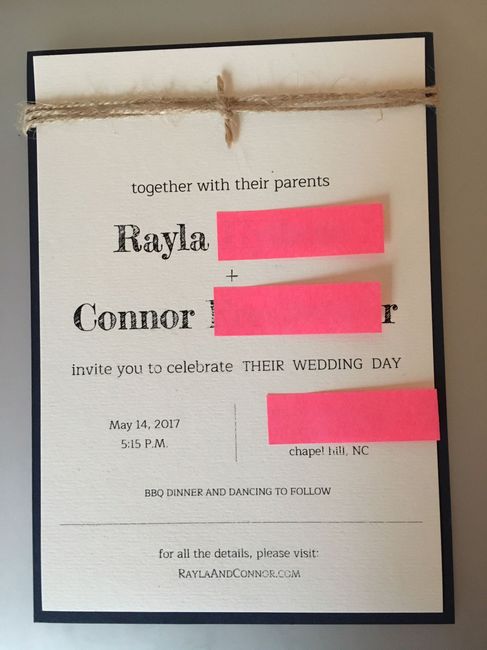 together with their parents
Rayla
+
Connor
invite you to celebrate THEIR WEDDING DAY
May 14, 2017
5:15 P.M.
chapel hill, NC
BBQ DINNER AND DANCING TO FOLLOW
for all the details, please visit:
RAYLAANDCONNOR.COM